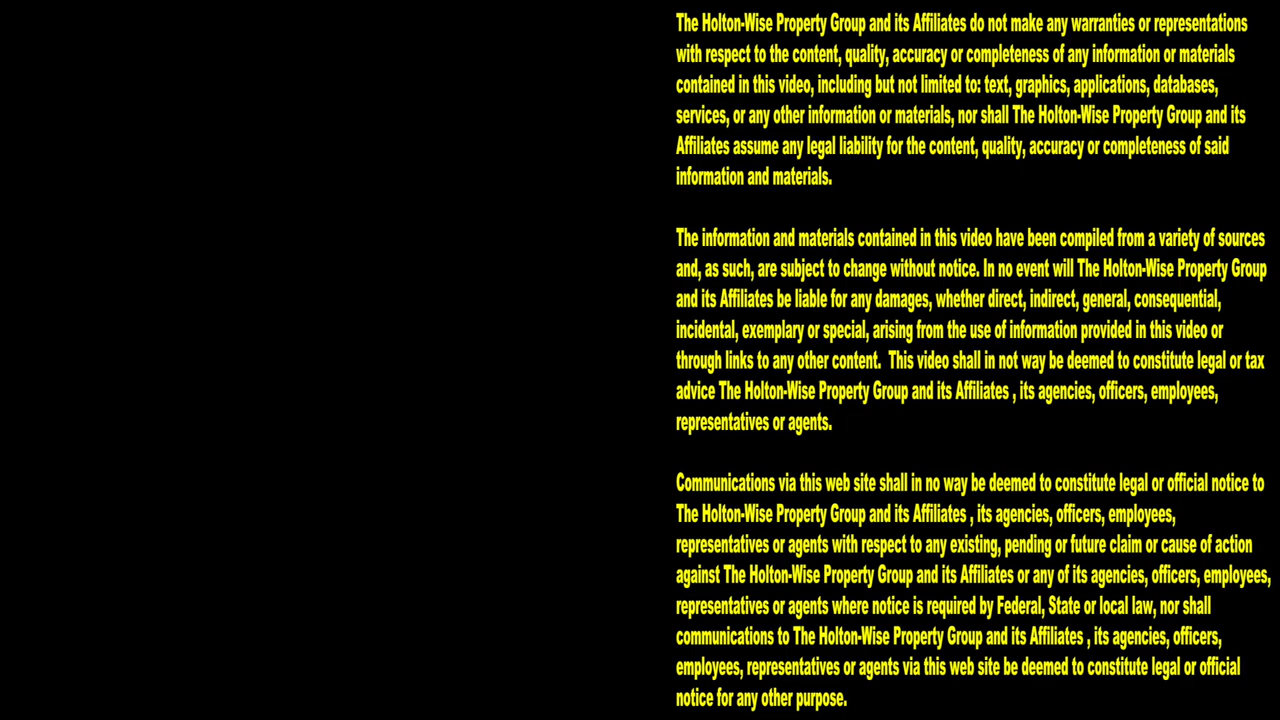 The Holton-Wise Property Group and its Affiliates do not make any warranties or representations
with respect to the content, quality, accuracy or completeness of any information or materials
contained in this video, including but not limited to: text, graphics, applications, databases,
services, or any other information or materials, nor shall The Holton-Wise Property Group and its
Affiliates assume any legal liability for the content, quality, accuracy or completeness of said
information and materials.
The information and materials contained in this video have been compiled from a variety of sources
and, as such, are subject to change without notice. In no event will The Holton-Wise Property Group
and its Affiliates be liable for any damages, whether direct, indirect, general, consequential,
incidental, exemplary or special, arising from the use of information provided in this video or
through links to any other content.  This video shall in not way be deemed to constitute legal or tax
advice The Holton-Wise Property Group and its Affiliates , its agencies, officers, employees,
representatives or agents.
Communications via this web site shall in no way be deemed to constitute legal or official notice to
The Holton-Wise Property Group and its Affiliates , its agencies, officers, employees,
representatives or agents with respect to any existing, pending or future claim or cause of action
against The Holton-Wise Property Group and its Affiliates or any of its agencies, officers, employees,
representatives or agents where notice is required by Federal, State or local law, nor shall
communications to The Holton-Wise Property Group and its Affiliates , its agencies, officers,
employees, representatives or agents via this web site be deemed to constitute legal or official
notice for any other purpose.